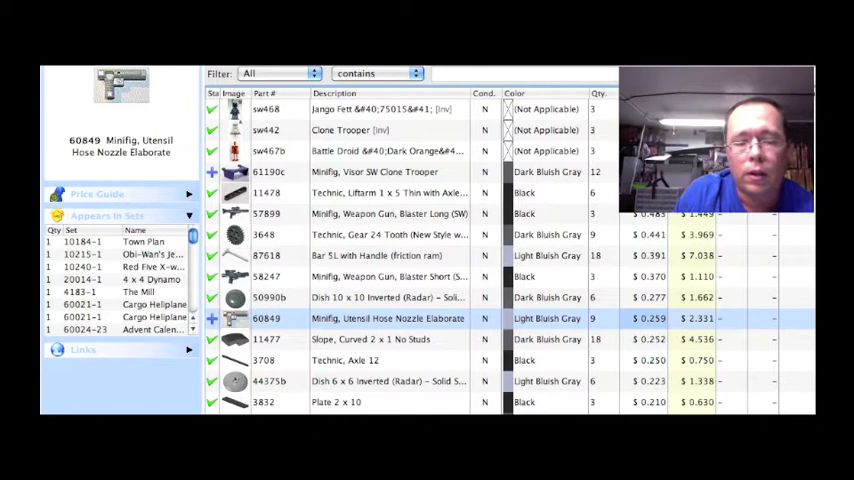 Filter: All contains
Sta Image Part # Description Cond. Color Qty.
sw468 Jango Fett &#40;75015&#41; [Inv] N (Not Applicable) 3
sw442 Clone Trooper [Inv] N (Not Applicable) 3
sw467b Battle Droid &#40;Dark Orange&#4... N (Not Applicable) 3
61190c Minifig, Visor SW Clone Trooper N Dark Bluish Gray 12
11478 Technic, Liftarm 1 x 5 Thin with Axle... N Black 6
57899 Minifig, Weapon Gun, Blaster Long (SW) N Black 3 $ 0.483 $ 1.449 – –
3648 Technic, Gear 24 Tooth (New Style w... N Dark Bluish Gray 9 $ 0.441 $ 3.969 – –
87618 Bar 5L with Handle (friction ram) N Light Bluish Gray 18 $ 0.391 $ 7.038 – –
58247 Minifig, Weapon Gun, Blaster Short (S... N Black 3 $ 0.370 $ 1.110 – –
50990b Dish 10 x 10 Inverted (Radar) – Soli... N Dark Bluish Gray 6 $ 0.277 $ 1.662 – –
60849 Minifig, Utensil Hose Nozzle Elaborate N Light Bluish Gray 9 $ 0.259 $ 2.331 – –
11477 Slope, Curved 2 x 1 No Studs N Dark Bluish Gray 18 $ 0.252 $ 4.536 – –
3708 Technic, Axle 12 N Black 3 $ 0.250 $ 0.750 – –
44375b Dish 6 x 6 Inverted (Radar) – Solid S... N Light Bluish Gray 6 $ 0.223 $ 1.338 – –
3832 Plate 2 x 10 N Black 3 $ 0.210 $ 0.630 – –
60849 Minifig, Utensil
Hose Nozzle Elaborate
Price Guide
Appears in Sets
Qty Set Name
1 10184-1 Town Plan
1 10215-1 Obi-Wan's Je...
1 10240-1 Red Five X-w...
1 20014-1 4 x 4 Dynamo
1 4183-1 The Mill
1 60021-1 Cargo Heliplane
1 60021-1 Cargo Heliplane
1 60024-23 Advent Calen...
Links